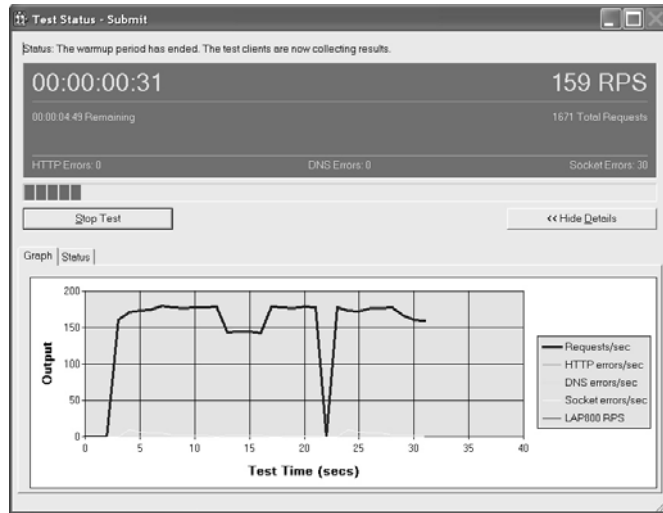 Test Status - Submit
Status: The warmup period has ended. The test clients are now collecting results.
00:00:00:31
159 RPS
00:00:04:49 Remaining
1671 Total Requests
HTTP Errors: 0
DNS Errors: 0
Socket Errors: 30
Stop Test
<< Hide Details
Graph
Status
200
150
100
50
0
Output
0
5
10
15
20
25
30
35
40
Test Time (secs)
Requests/sec
HTTP errors/sec
DNS errors/sec
Socket errors/sec
LAP800 RPS